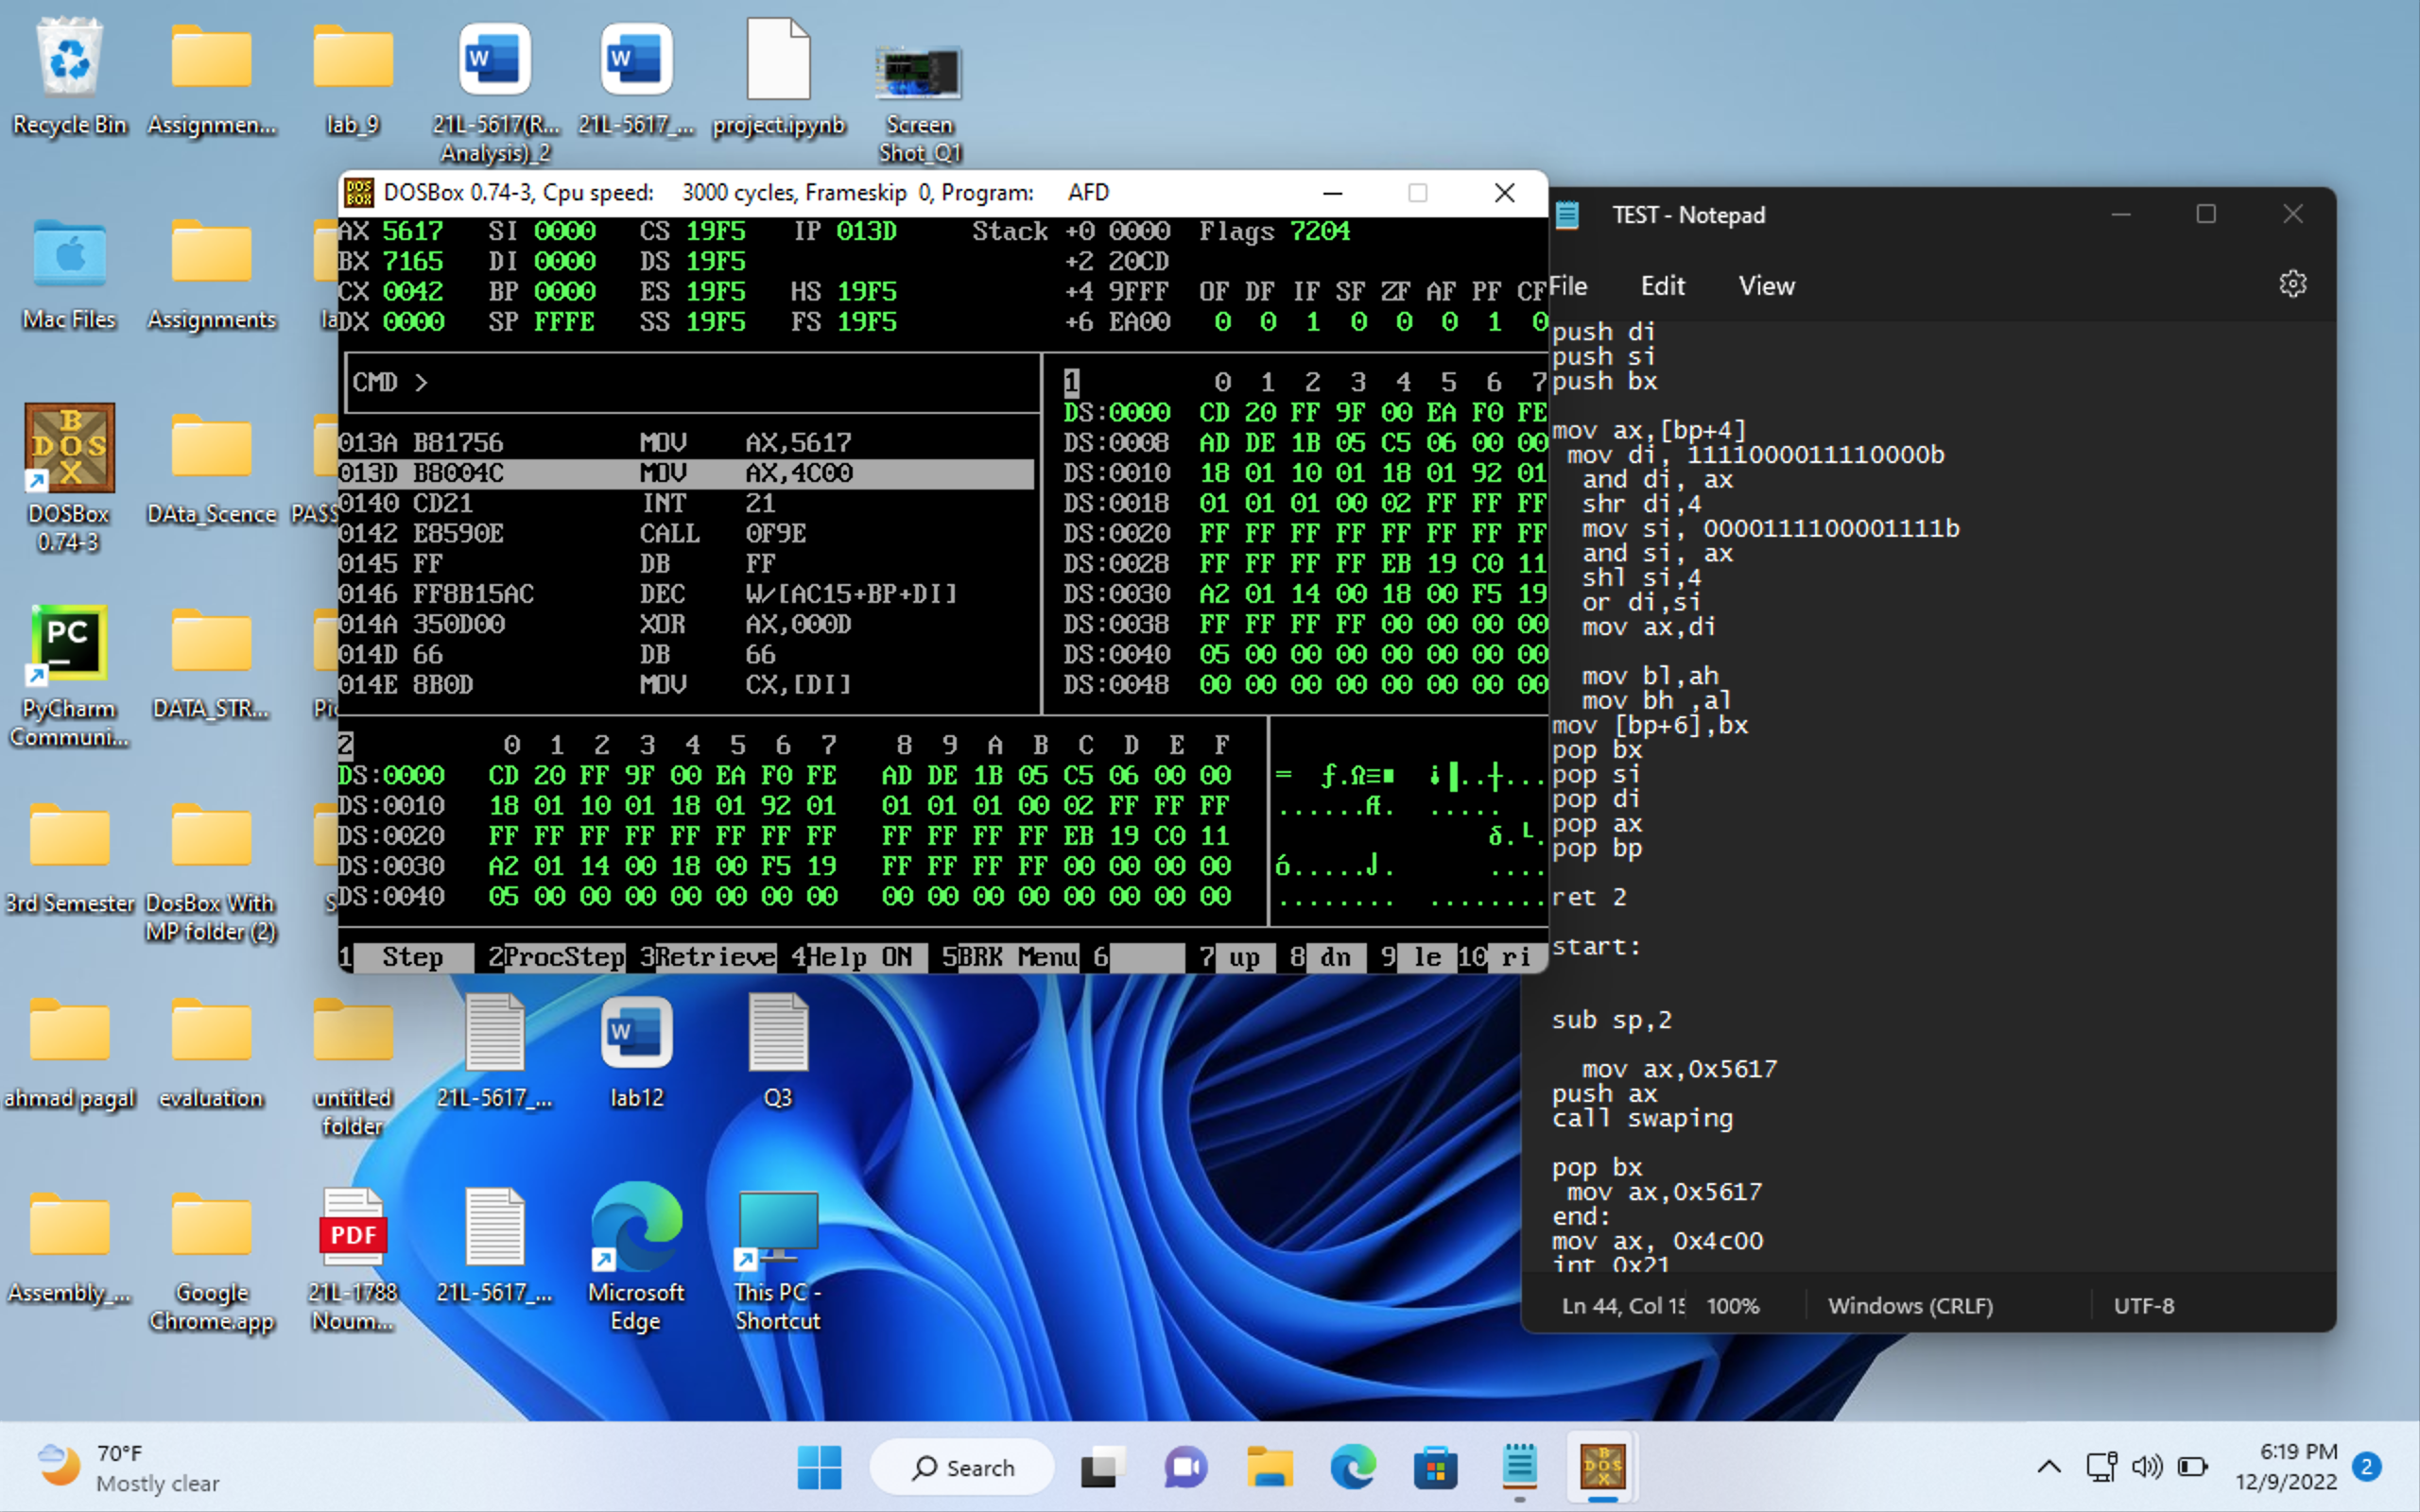 Recycle Bin
Assignmen...
lab_9
21L-5617(R...
Analysis)_2
21L-5617_...
project.ipynb
Screen
Shot_Q1
Mac Files
Assignments
DOSBox
0.74-3
DAta_Scence
PyCharm
Communi...
DATA_STR...
3rd Semester
DosBox With
MP folder (2)
ahmad pagal
evaluation
untitled
folder
21L-5617_...
lab12
Q3
Assembly_...
Google
Chrome.app
21L-1788
Noum...
21L-5617_...
Microsoft
Edge
This PC -
Shortcut
DOSBox 0.74-3, Cpu speed: 3000 cycles, Frameskip 0, Program: AFD
AX 5617 SI 0000 CS 19F5 IP 013D Stack +0 0000 Flags 7204
BX 7165 DI 0000 DS 19F5 +2 20CD
CX 0042 BP 0000 ES 19F5 HS 19F5 +4 9FFF OF DF IF SF ZF AF PF CF
DX 0000 SP FFFE SS 19F5 FS 19F5 +6 EA00 0 0 1 0 0 0 1 0
CMD >
013A B81756 MOV AX,5617
013D B8004C MOV AX,4C00
0140 CD21 INT 21
0142 E8590E CALL 0F9E
0145 FF DB FF
0146 FF8B15AC DEC W/[AC15+BP+DI]
014A 350D00 XOR AX,000D
014D 66 DB 66
014E 8B0D MOV CX,[DI]
1 0 1 2 3 4 5 6 7
DS:0000 CD 20 FF 9F 00 EA F0 FE
DS:0008 AD DE 1B 05 C5 06 00 00
DS:0010 18 01 10 01 18 01 92 01
DS:0018 01 01 01 00 02 FF FF FF
DS:0020 FF FF FF FF FF FF FF FF
DS:0028 FF FF FF FF EB 19 C0 11
DS:0030 A2 01 14 00 18 00 F5 19
DS:0038 FF FF FF FF 00 00 00 00
DS:0040 05 00 00 00 00 00 00 00
DS:0048 00 00 00 00 00 00 00 00
2 0 1 2 3 4 5 6 7 8 9 A B C D E F
DS:0000 CD 20 FF 9F 00 EA F0 FE AD DE 1B 05 C5 06 00 00
DS:0010 18 01 10 01 18 01 92 01 01 01 01 00 02 FF FF FF
DS:0020 FF FF FF FF FF FF FF FF FF FF FF FF EB 19 C0 11
DS:0030 A2 01 14 00 18 00 F5 19 FF FF FF FF 00 00 00 00
DS:0040 05 00 00 00 00 00 00 00 00 00 00 00 00 00 00 00
1 Step 2ProcStep 3Retrieve 4Help ON 5BRK Menu 6 7 up 8 dn 9 le 10 ri
TEST - Notepad
File Edit View
push di
push si
push bx
mov ax,[bp+4]
mov di, 1111000011110000b
and di, ax
shr di,4
mov si, 0000111100001111b
and si, ax
shl si,4
or di,si
mov ax,di
mov bl,ah
mov bh ,al
mov [bp+6],bx
pop bx
pop si
pop di
pop ax
pop bp
ret 2
start:
sub sp,2
mov ax,0x5617
push ax
call swaping
pop bx
mov ax,0x5617
end:
mov ax, 0x4c00
int 0x21
Ln 44, Col 15 100% Windows (CRLF) UTF-8
70°F
Mostly clear
Search
6:19 PM
12/9/2022
2